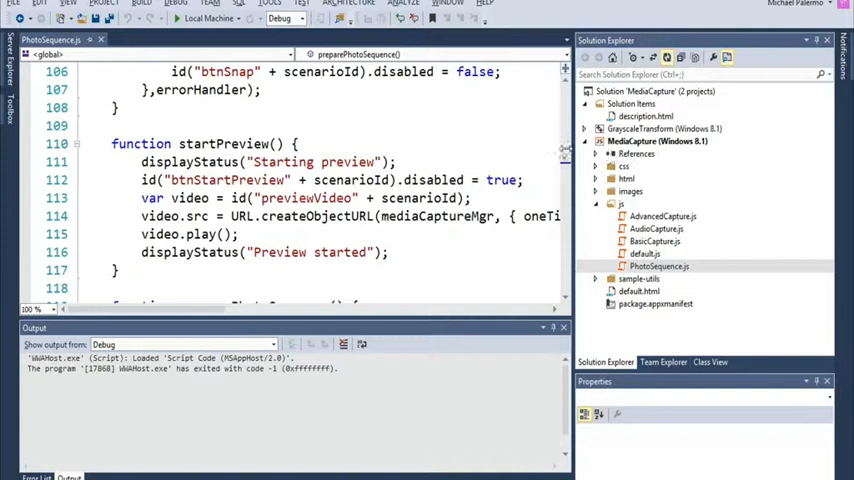 FILE EDIT VIEW PROJECT BUILD DEBUG TEAM SQL TOOLS TEST ARCHITECTURE ANALYZE WINDOW HELP Michael Palermo
Local Machine Debug
Server Explorer
Toolbox
Notifications
PhotoSequence.js
<global> preparePhotoSequence()
106 id("btnSnap" + scenarioId).disabled = false;
107 },errorHandler);
108 }
109
110 function startPreview() {
111 displayStatus("Starting preview");
112 id("btnStartPreview" + scenarioId).disabled = true;
113 var video = id("previewVideo" + scenarioId);
114 video.src = URL.createObjectURL(mediaCaptureMgr, { oneTi
115 video.play();
116 displayStatus("Preview started");
117 }
118
100 %
Output
Show output from: Debug
'WWAHost.exe' (Script): Loaded 'Script Code (MSAppHost/2.0)'.
The program '[17868] WWAHost.exe' has exited with code -1 (0xffffffff).
Error List Output
Solution Explorer
Search Solution Explorer (Ctrl+;)
Solution 'MediaCapture' (2 projects)
Solution Items
description.html
GrayscaleTransform (Windows 8.1)
MediaCapture (Windows 8.1)
References
css
html
images
js
AdvancedCapture.js
AudioCapture.js
BasicCapture.js
default.js
PhotoSequence.js
sample-utils
default.html
package.appxmanifest
Solution Explorer Team Explorer Class View
Properties